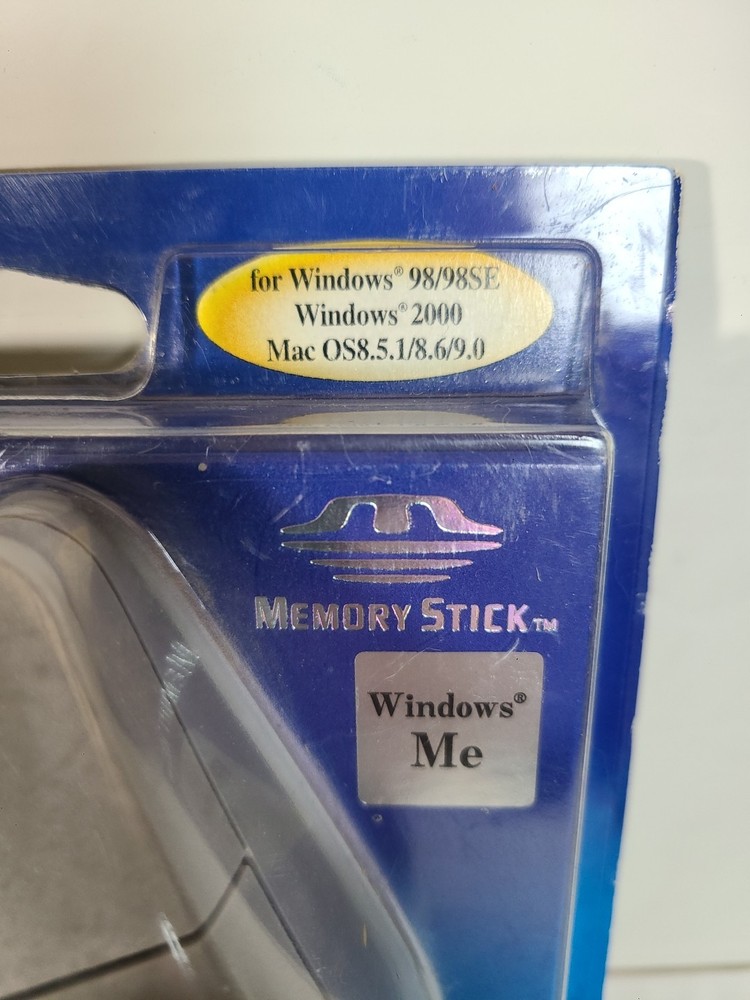 for Windows® 98/98SE
Windows® 2000
Mac OS8.5.1/8.6/9.0
MEMORY STICK™
Windows®
Me